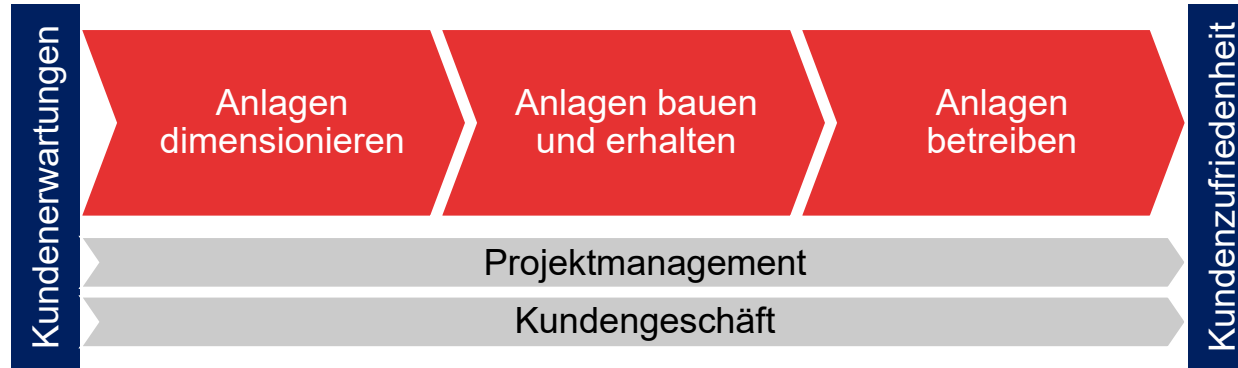 Kundenerwartungen
Anlagen
dimensionieren
Anlagen bauen
und erhalten
Anlagen
betreiben
Projektmanagement
Kundengeschäft
Kundenzufriedenheit